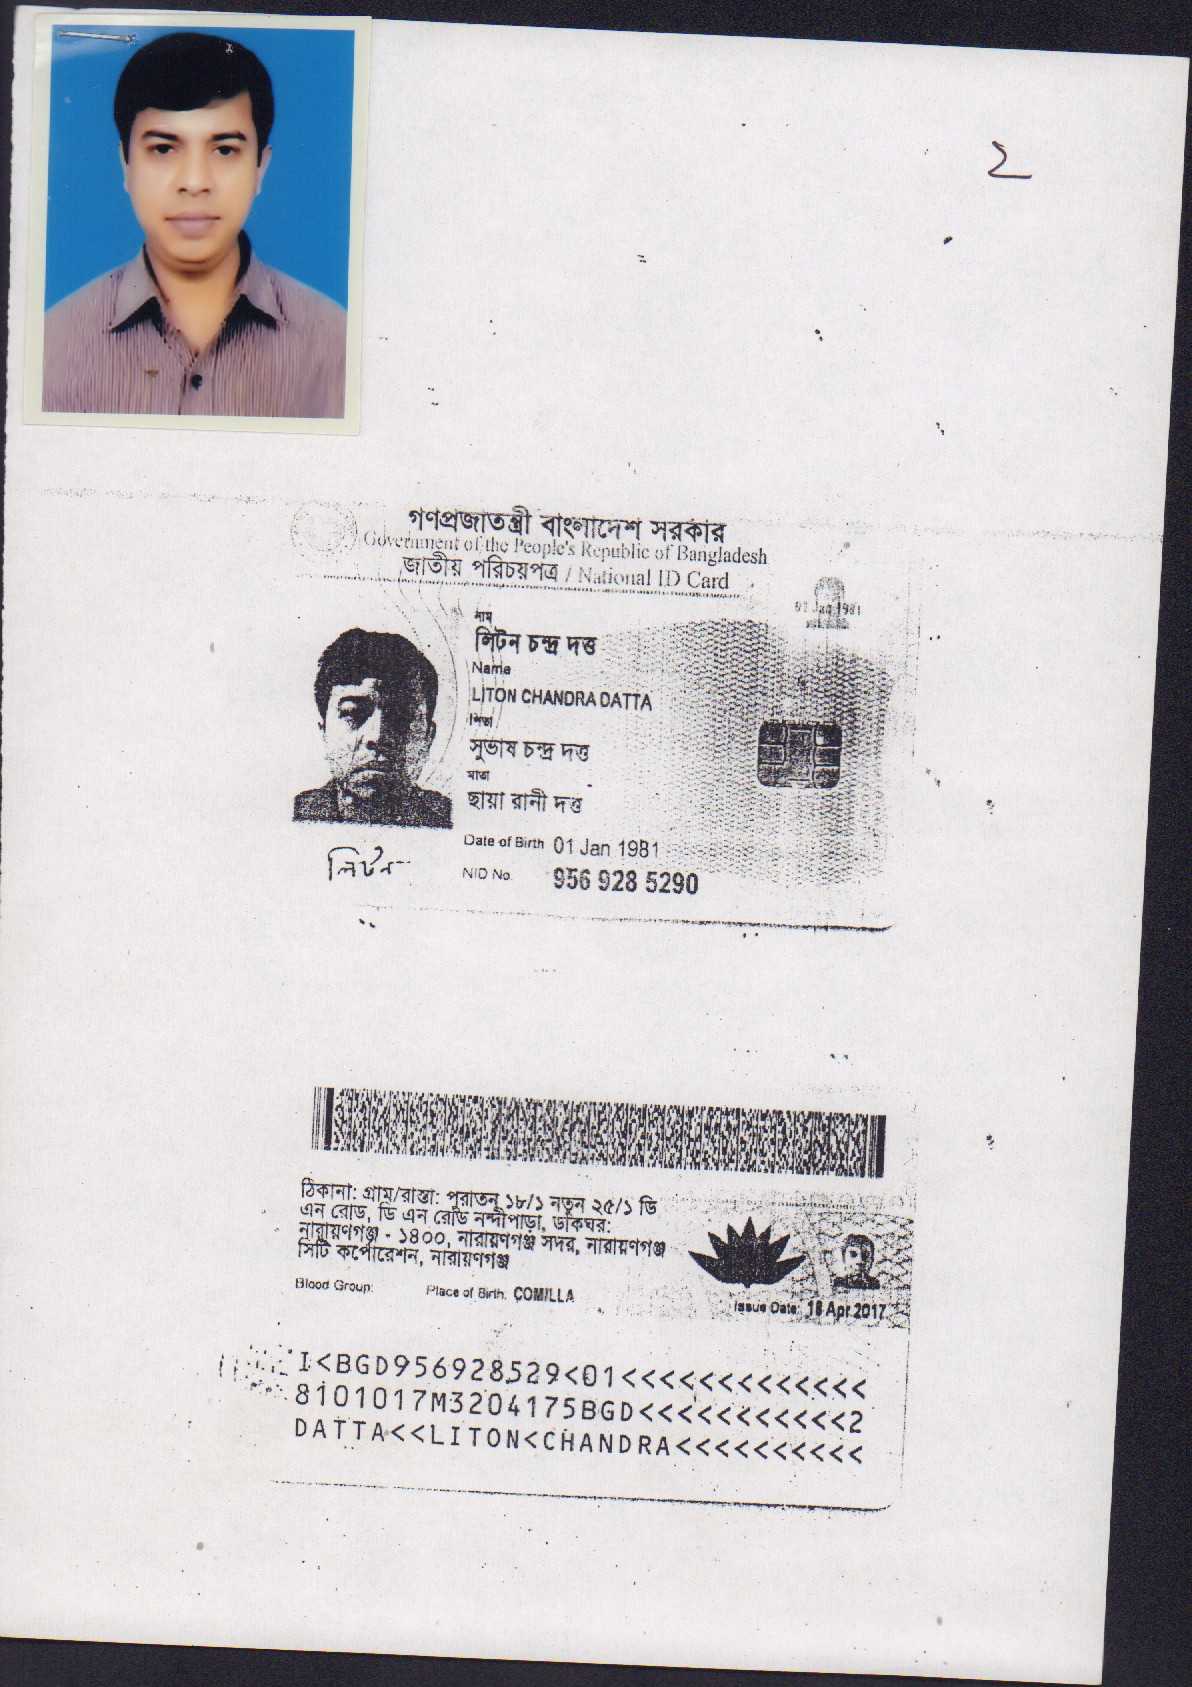 ২
গণপ্রজাতন্ত্রী বাংলাদেশ সরকার
Government of the People's Republic of Bangladesh
জাতীয় পরিচয়পত্র / National ID Card
01 Jan 1981
নাম
লিটন চন্দ্র দত্ত
Name
LITON CHANDRA DATTA
পিতা
সুভাষ চন্দ্র দত্ত
মাতা
ছায়া রানী দত্ত
Date of Birth 01 Jan 1981
লিটন
NID No. 956 928 5290
ঠিকানা: গ্রাম/রাস্তা: পুরাতন ১৮/১ নতুন ২৫/১ ডি
এন রোড, ডি এন রোড নন্দীপাড়া, ডাকঘর:
নারায়ণগঞ্জ - ১৪০০, নারায়ণগঞ্জ সদর, নারায়ণগঞ্জ
সিটি কর্পোরেশন, নারায়ণগঞ্জ
Blood Group: Place of Birth: COMILLA
Issue Date: 18 Apr 2017
I<BGD956928529<01<<<<<<<<<<<<<
8101017M3204175BGD<<<<<<<<<<<2
DATTA<<LITON<CHANDRA<<<<<<<<<<